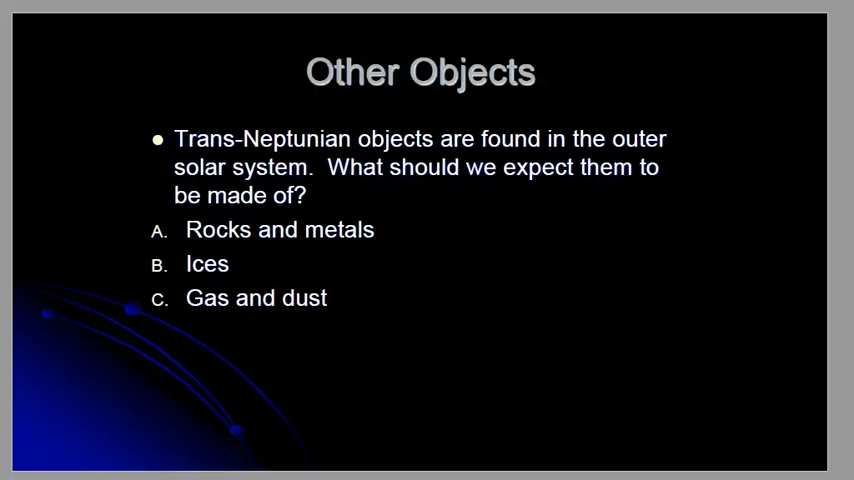 Other Objects
● Trans-Neptunian objects are found in the outer
solar system.  What should we expect them to
be made of?
A. Rocks and metals
B. Ices
C. Gas and dust